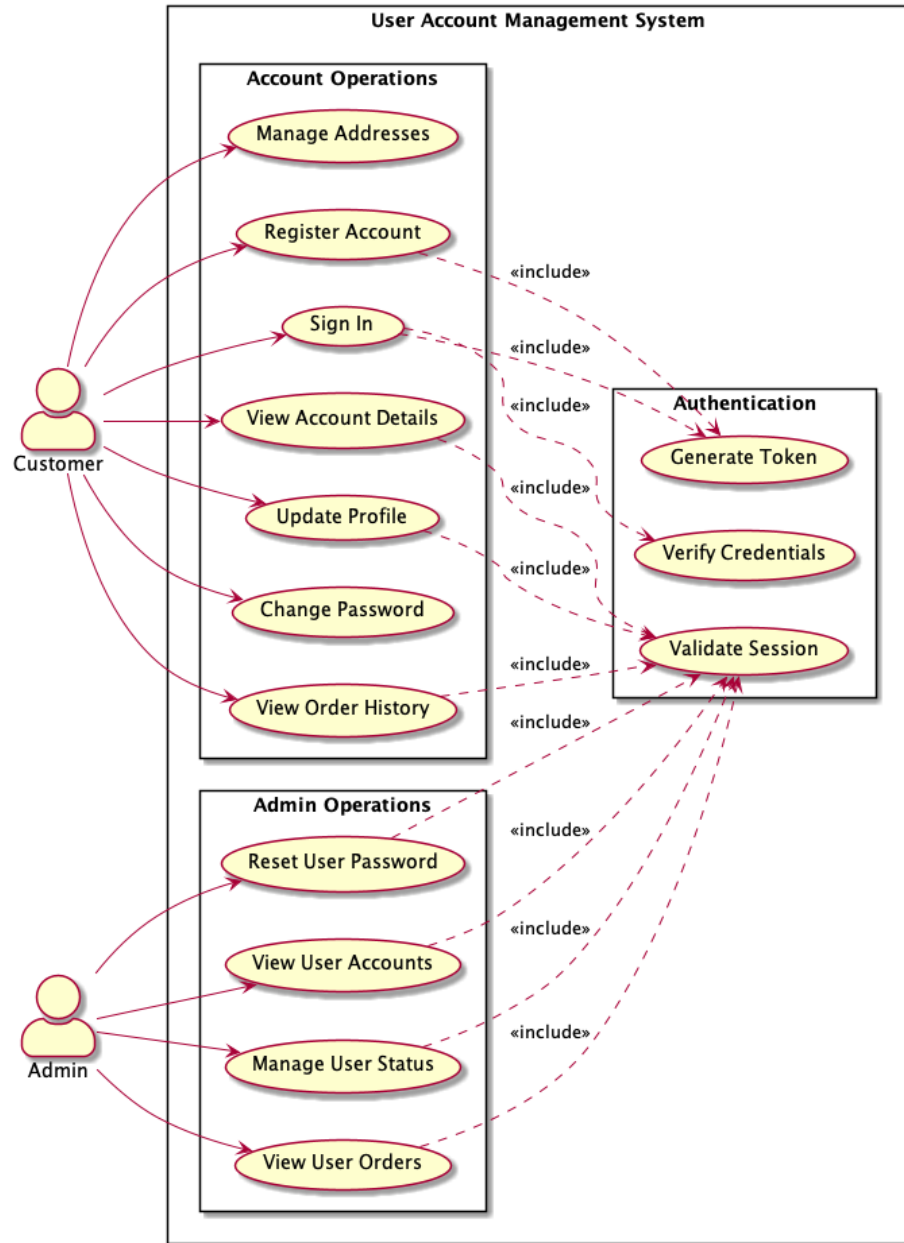 User Account Management System
Account Operations
Manage Addresses
Register Account
«include»
Sign In
«include»
«include»
Authentication
View Account Details
Customer
Generate Token
«include»
Update Profile
Verify Credentials
«include»
Change Password
Validate Session
«include»
View Order History
«include»
Admin Operations
Reset User Password
«include»
View User Accounts
«include»
Manage User Status
«include»
Admin
View User Orders